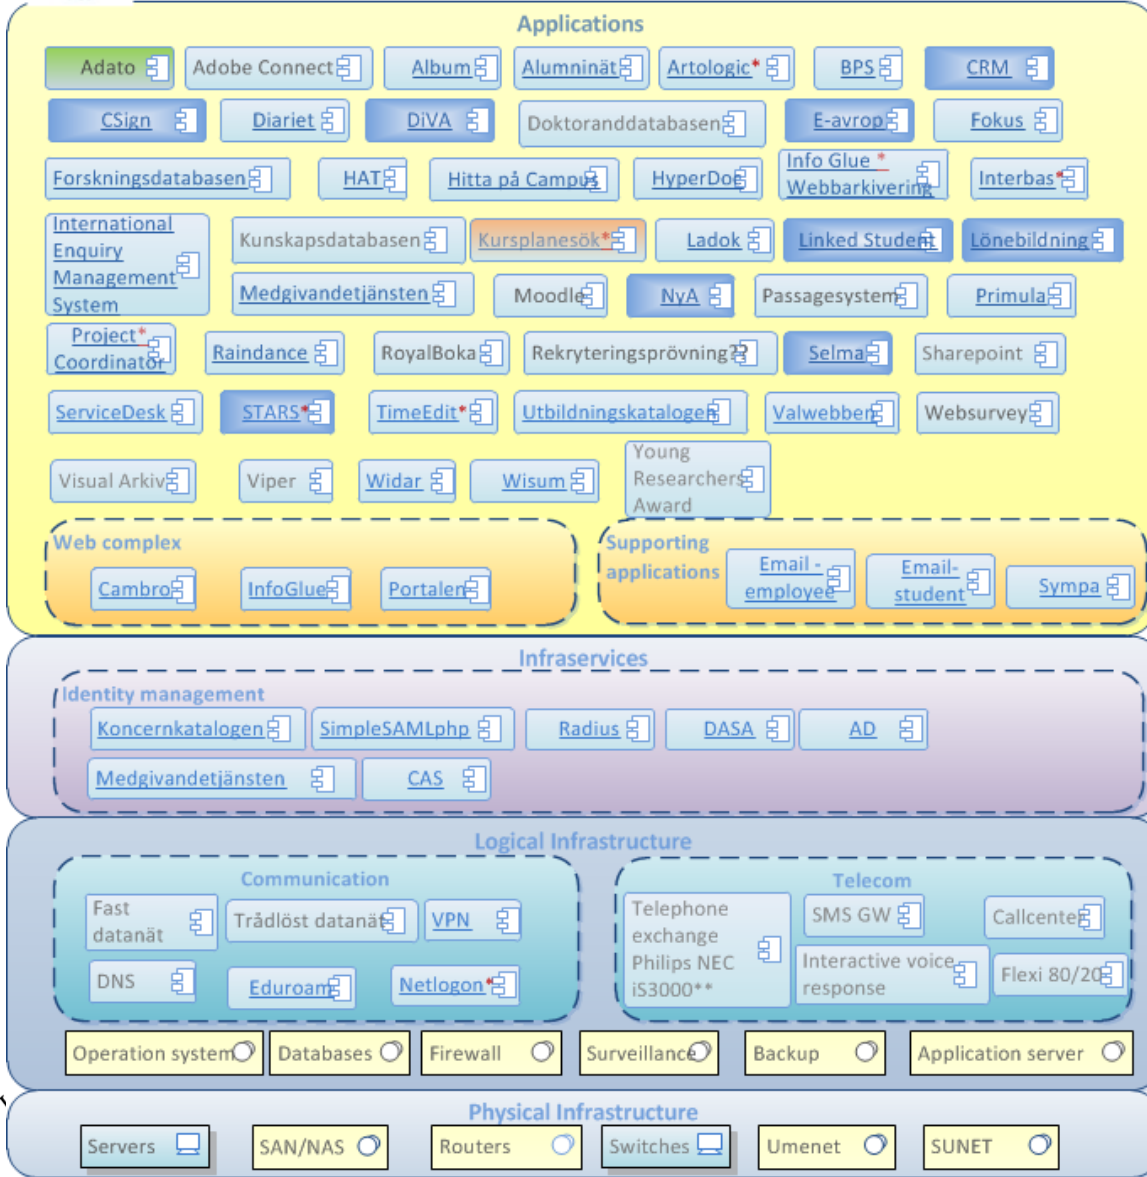 Applications
Adato
Adobe Connect
Album
Alumninät
Artologic*
BPS
CRM
CSign
Diariet
DiVA
Doktoranddatabasen
E-avrop
Fokus
Forskningsdatabasen
HAT
Hitta på Campus
HyperDoc
Info Glue *
Webbarkivering
Interbas*
International
Enquiry
Management
System
Kunskapsdatabasen
Kursplanesök*
Ladok
Linked Student
Lönebildning
Medgivandetjänsten
Moodle
NyA
Passagesystem
Primula
Project*
Coordinator
Raindance
RoyalBoka
Rekryteringsprövning??
Selma
Sharepoint
ServiceDesk
STARS*
TimeEdit*
Utbildningskatalogen
Valwebben
Websurvey
Visual Arkiv
Viper
Widar
Wisum
Young
Researchers
Award
Web complex
Cambro
InfoGlue
Portalen
Supporting
applications
Email -
employee
Email-
student
Sympa
Infraservices
Identity management
Koncernkatalogen
SimpleSAMLphp
Radius
DASA
AD
Medgivandetjänsten
CAS
Logical Infrastructure
Communication
Fast
datanät
Trådlöst datanät
VPN
DNS
Eduroam
Netlogon*
Telecom
Telephone
exchange
Philips NEC
iS3000**
SMS GW
Callcenter
Interactive voice
response
Flexi 80/20
Operation system
Databases
Firewall
Surveillance
Backup
Application server
Physical Infrastructure
Servers
SAN/NAS
Routers
Switches
Umenet
SUNET